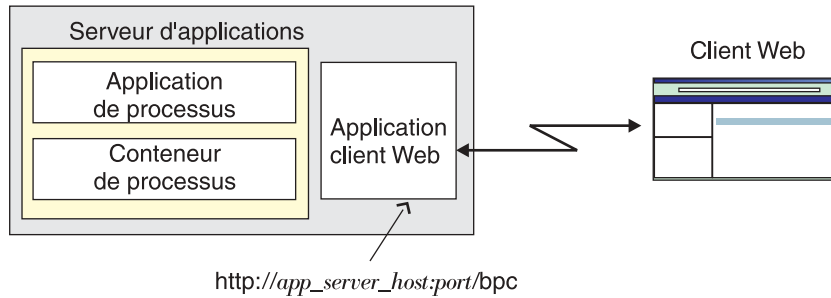 Serveur d'applications
Application
de processus
Conteneur
de processus
Application
client Web
Client Web
http://app_server_host:port/bpc